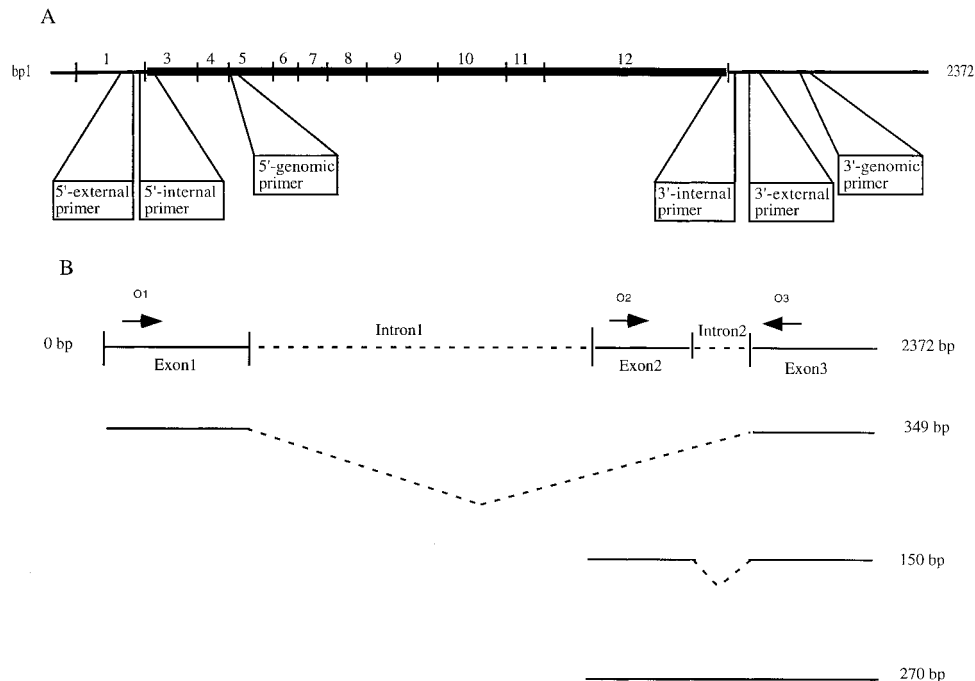 A
1 3 4 5 6 7 8 9 10 11 12
bp1 2372
5'-genomic
primer
3'-genomic
primer
5'-external
primer
5'-internal
primer
3'-internal
primer
3'-external
primer
B
O1 O2 O3
Intron1 Intron2
0 bp 2372 bp
Exon1 Exon2 Exon3
349 bp
150 bp
270 bp